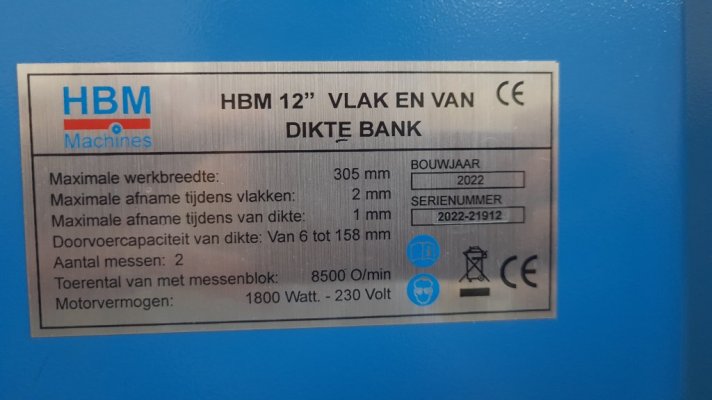 HBM
Machines
HBM 12” VLAK EN VAN
DIKTE BANK
CE
Maximale werkbreedte: 305 mm
Maximale afname tijdens vlakken: 2 mm
Maximale afname tijdens van dikte: 1 mm
Doorvoercapaciteit van dikte: Van 6 tot 158 mm
Aantal messen: 2
Toerental van met messenblok: 8500 O/min
Motorvermogen: 1800 Watt. - 230 Volt
BOUWJAAR
2022
SERIENUMMER
2022-21912
CE